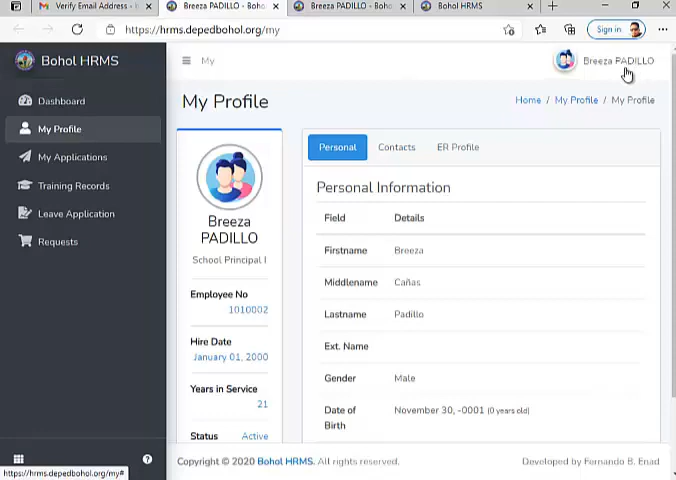 Verify Email Address -
Breeza PADILLO - Boho
Breeza PADILLO - Boho
Bohol HRMS
https://hrms.depedbohol.org/my
Sign in
Bohol HRMS
My
Breeza PADILLO
Dashboard
My Profile
My Applications
Training Records
Leave Application
Requests
My Profile
Home / My Profile / My Profile
Breeza
PADILLO
School Principal I
Employee No
1010002
Hire Date
January 01, 2000
Years in Service
21
Status Active
Personal Contacts ER Profile
Personal Information
Field Details
Firstname Breeza
Middlename Cañas
Lastname Padillo
Ext. Name
Gender Male
Date of Birth November 30, -0001 (0 years old)
Copyright © 2020 Bohol HRMS. All rights reserved.
Developed by Fernando B. Enad
https://hrms.depedbohol.org/my#